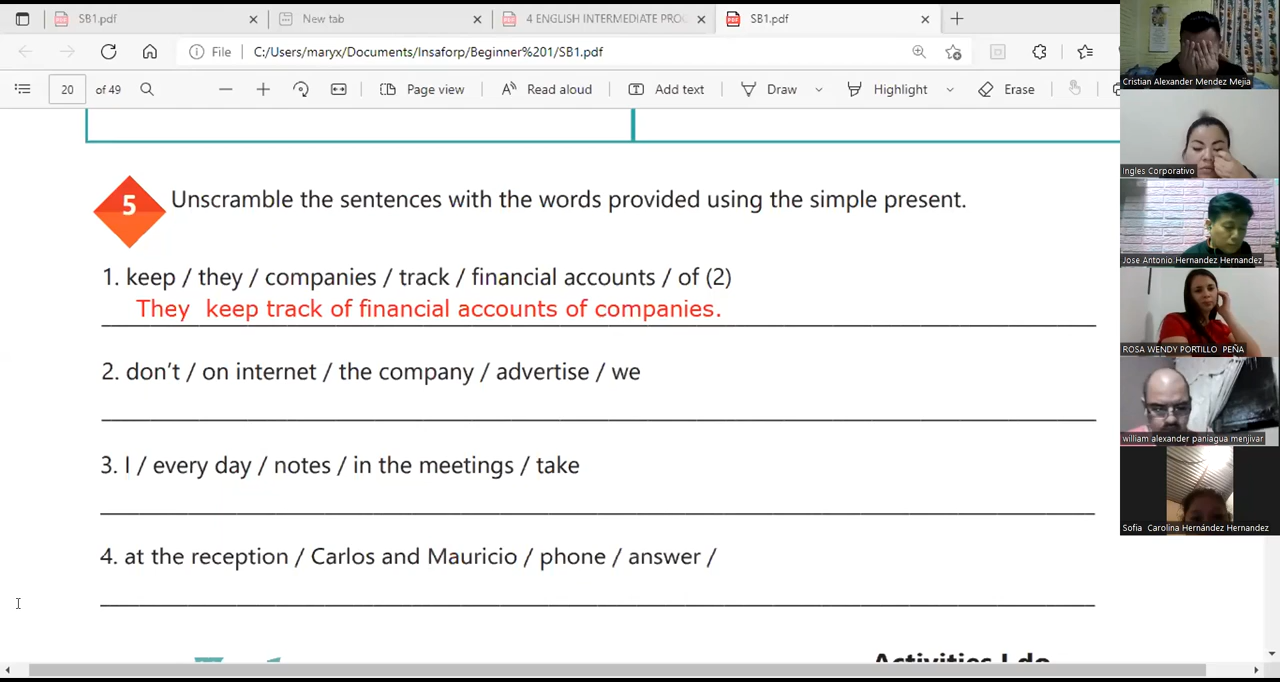 SB1.pdf
New tab
4 ENGLISH INTERMEDIATE PRO
SB1.pdf
File
C:/Users/maryx/Documents/Insaforp/Beginner%201/SB1.pdf
20 of 49
Page view
Read aloud
Add text
Draw
Highlight
Erase
5 Unscramble the sentences with the words provided using the simple present.
1. keep / they / companies / track / financial accounts / of (2)
They keep track of financial accounts of companies.
2. don't / on internet / the company / advertise / we
3. I / every day / notes / in the meetings / take
4. at the reception / Carlos and Mauricio / phone / answer /
Activities I do
Cristian Alexander Mendez Mejia
Ingles Corporativo
Jose Antonio Hernandez Hernandez
ROSA WENDY PORTILLO PEÑA
william alexander paniagua menjivar
Sofia Carolina Hernández Hernandez